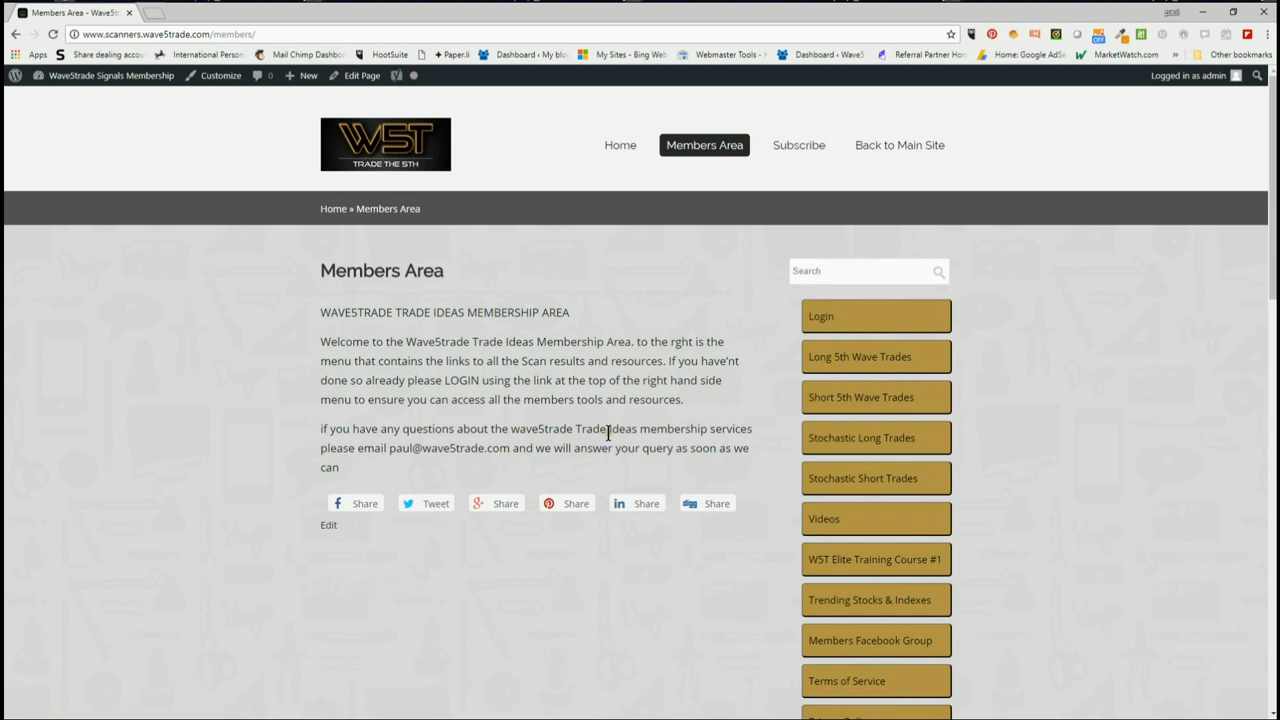 Members Area - Wave5t
www.scanners.wave5trade.com/members/
Apps
Share dealing accou
International Person
Mail Chimp Dashbo
HootSuite
+ Paper.li
Dashboard ‹ My blo
My Sites - Bing Web
Webmaster Tools -
Dashboard ‹ Wave5
Referral Partner Hom
Home: Google AdSe
MarketWatch.com
»
Other bookmarks
Wave5trade Signals Membership
Customize
0
+ New
Edit Page
Logged in as admin
W5T
TRADE THE 5TH
Home
Members Area
Subscribe
Back to Main Site
Home » Members Area
Members Area
WAVE5TRADE TRADE IDEAS MEMBERSHIP AREA
Welcome to the Wave5trade Trade Ideas Membership Area. to the rght is the
menu that contains the links to all the Scan results and resources. If you have'nt
done so already please LOGIN using the link at the top of the right hand side
menu to ensure you can access all the members tools and resources.
if you have any questions about the wave5trade Trade Ideas membership services
please email paul@wave5trade.com and we will answer your query as soon as we
can
Share
Tweet
Share
Share
Share
Share
Edit
Search
Login
Long 5th Wave Trades
Short 5th Wave Trades
Stochastic Long Trades
Stochastic Short Trades
Videos
W5T Elite Training Course #1
Trending Stocks & Indexes
Members Facebook Group
Terms of Service